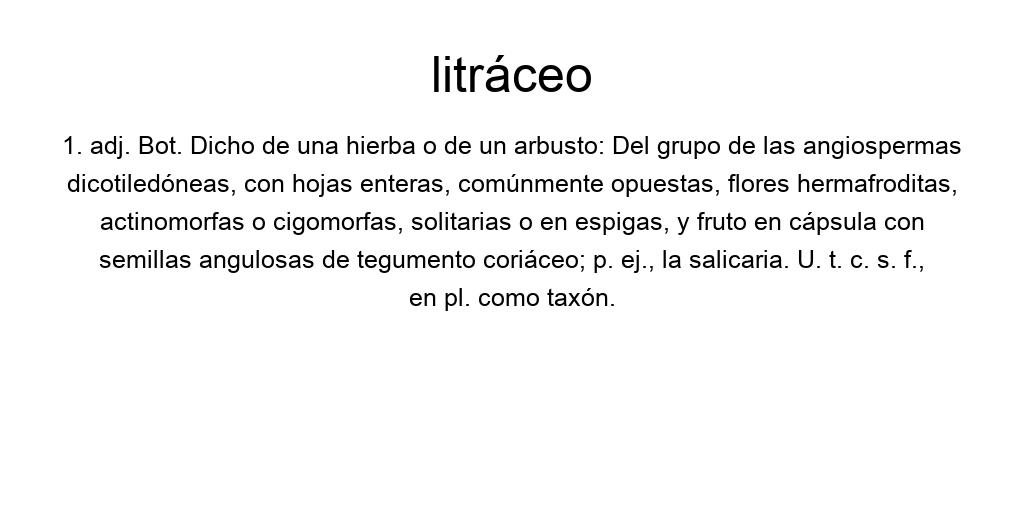 litráceo
1. adj. Bot. Dicho de una hierba o de un arbusto: Del grupo de las angiospermas
dicotiledóneas, con hojas enteras, comúnmente opuestas, flores hermafroditas,
actinomorfas o cigomorfas, solitarias o en espigas, y fruto en cápsula con
semillas angulosas de tegumento coriáceo; p. ej., la salicaria. U. t. c. s. f.,
en pl. como taxón.